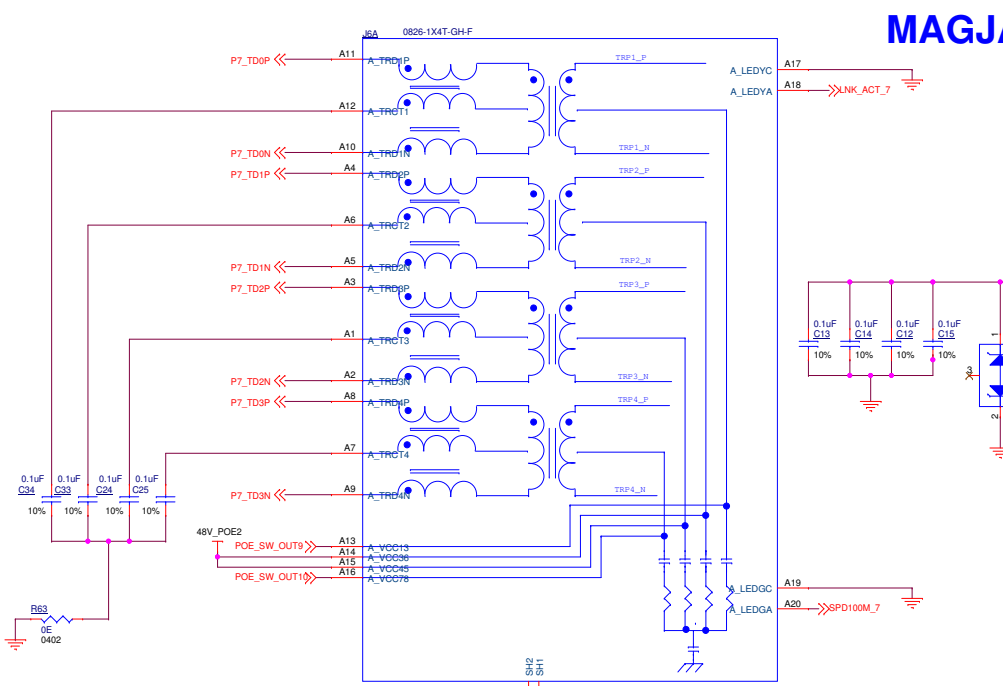 MAGJA
J6A
0826-1X4T-GH-F
P7_TD0P
A11
A_TRD1P
TRP1_P
A12
A_TRCT1
P7_TD0N
A10
A_TRD1N
TRP1_N
P7_TD1P
A4
A_TRD2P
TRP2_P
A6
A_TRCT2
P7_TD1N
A5
A_TRD2N
TRP2_N
P7_TD2P
A3
A_TRD3P
TRP3_P
A1
A_TRCT3
P7_TD2N
A2
A_TRD3N
TRP3_N
P7_TD3P
A8
A_TRD4P
TRP4_P
A7
A_TRCT4
P7_TD3N
A9
A_TRD4N
TRP4_N
48V_POE2
POE_SW_OUT9
A13
A_VCC13
A14
A_VCC36
A15
A_VCC45
POE_SW_OUT10
A16
A_VCC78
A_LEDYC
A17
A_LEDYA
A18
LNK_ACT_7
A_LEDGC
A19
A_LEDGA
A20
SPD100M_7
SH2
SH1
0.1uF
C34
10%
0.1uF
C33
10%
0.1uF
C24
10%
0.1uF
C25
10%
R63
0E
0402
0.1uF
C13
10%
0.1uF
C14
10%
0.1uF
C12
10%
0.1uF
C15
10%
1
3
2